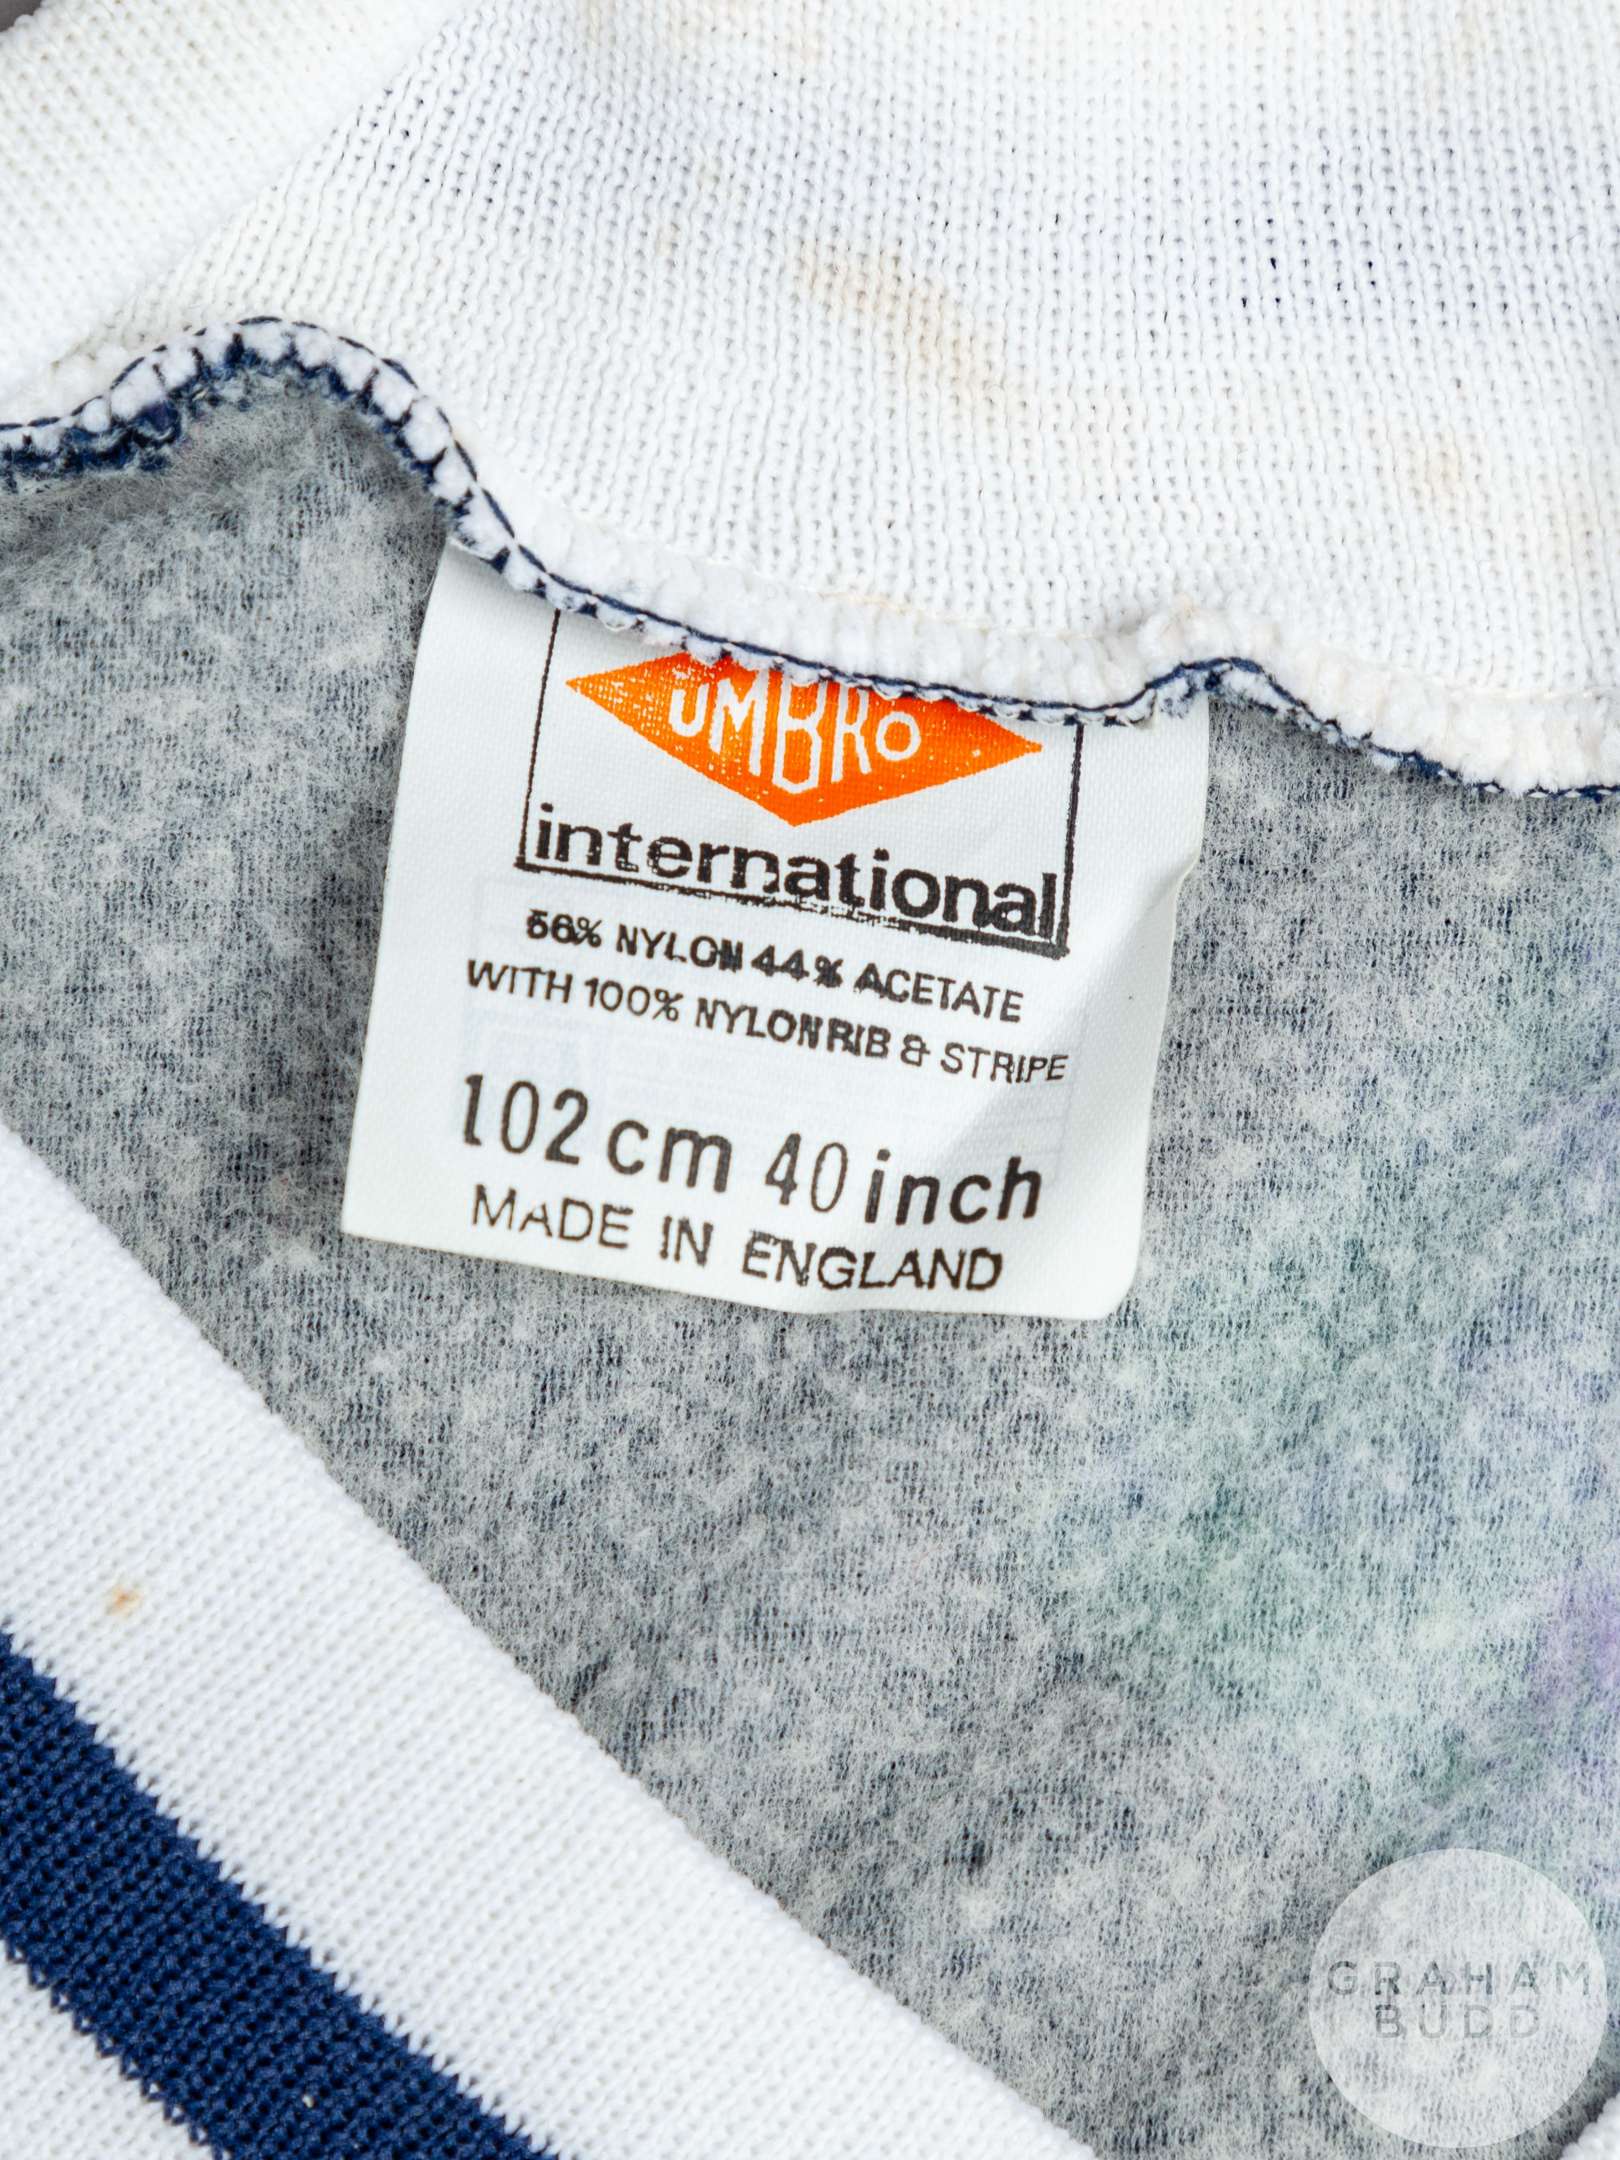 UMBRO
international
56% NYLON 44% ACETATE
WITH 100% NYLON RIB & STRIPE
102 cm 40 inch
MADE IN ENGLAND
GRAHAM
BUDD